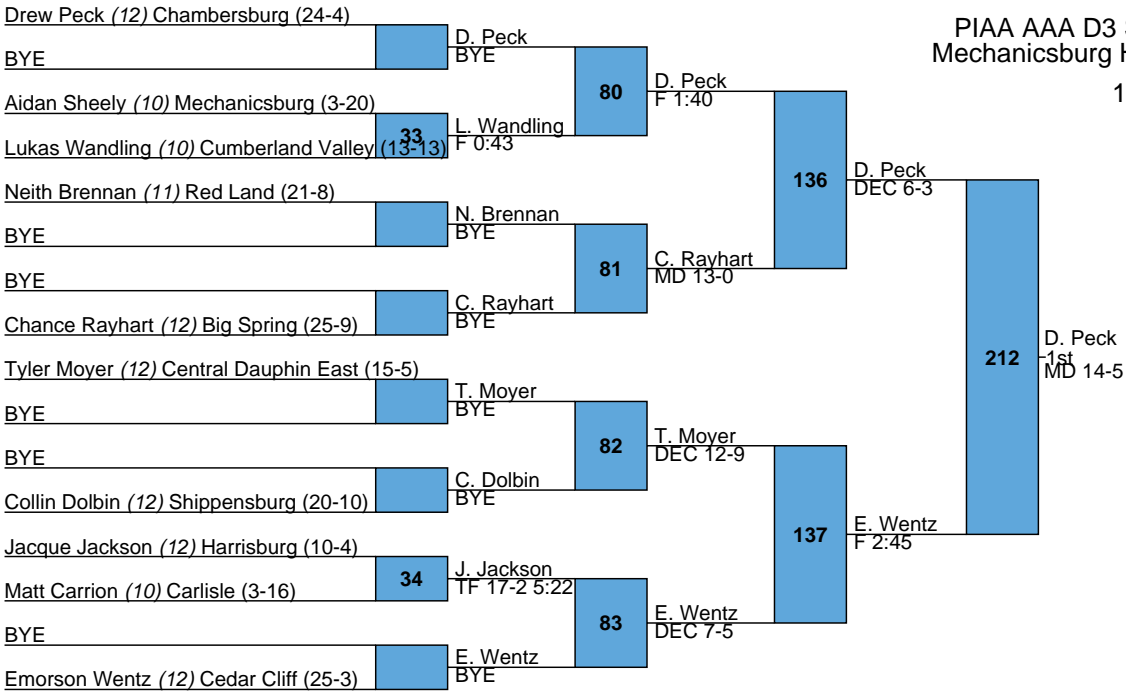 Drew Peck (12) Chambersburg (24-4)
BYE
Aidan Sheely (10) Mechanicsburg (3-20)
Lukas Wandling (10) Cumberland Valley (13-13)
Neith Brennan (11) Red Land (21-8)
BYE
BYE
Chance Rayhart (12) Big Spring (25-9)
Tyler Moyer (12) Central Dauphin East (15-5)
BYE
BYE
Collin Dolbin (12) Shippensburg (20-10)
Jacque Jackson (12) Harrisburg (10-4)
Matt Carrion (10) Carlisle (3-16)
BYE
Emorson Wentz (12) Cedar Cliff (25-3)
33
34
D. Peck
BYE
L. Wandling
F 0:43
N. Brennan
BYE
C. Rayhart
BYE
T. Moyer
BYE
C. Dolbin
BYE
J. Jackson
TF 17-2 5:22
E. Wentz
BYE
80
81
82
83
D. Peck
F 1:40
C. Rayhart
MD 13-0
T. Moyer
DEC 12-9
E. Wentz
DEC 7-5
136
137
D. Peck
DEC 6-3
E. Wentz
F 2:45
212
D. Peck
1st
MD 14-5
PIAA AAA D3
Mechanicsburg
1